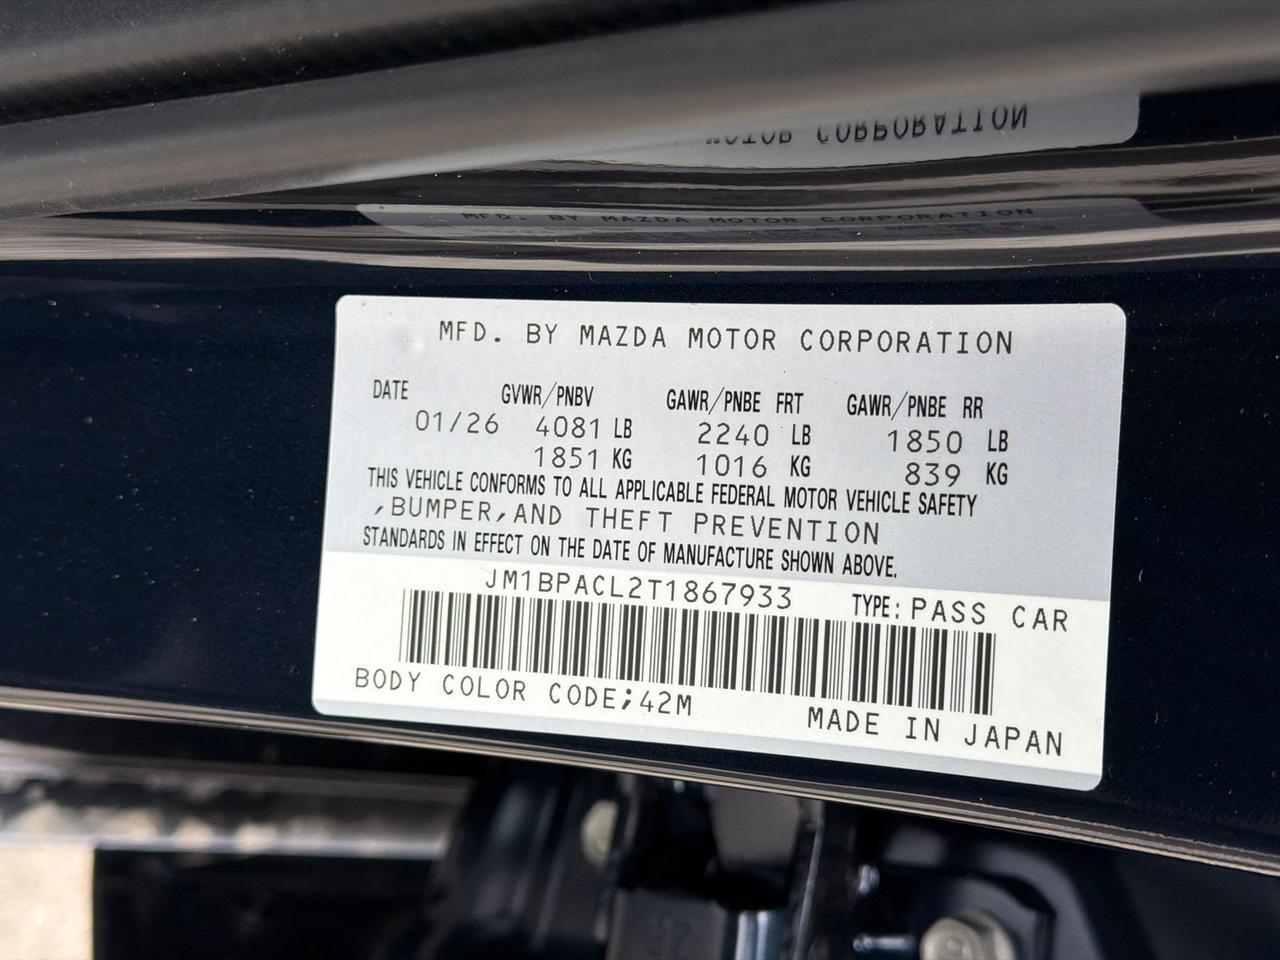 MOTOR CORPORATION
MFD. BY MAZDA MOTOR CORPORATION
MFD. BY MAZDA MOTOR CORPORATION
DATE GVWR/PNBV GAWR/PNBE FRT GAWR/PNBE RR
01/26 4081 LB 2240 LB 1850 LB
1851 KG 1016 KG 839 KG
THIS VEHICLE CONFORMS TO ALL APPLICABLE FEDERAL MOTOR VEHICLE SAFETY
,BUMPER,AND THEFT PREVENTION
STANDARDS IN EFFECT ON THE DATE OF MANUFACTURE SHOWN ABOVE.
JM1BPACL2T1867933 TYPE: PASS CAR
BODY COLOR CODE;42M MADE IN JAPAN